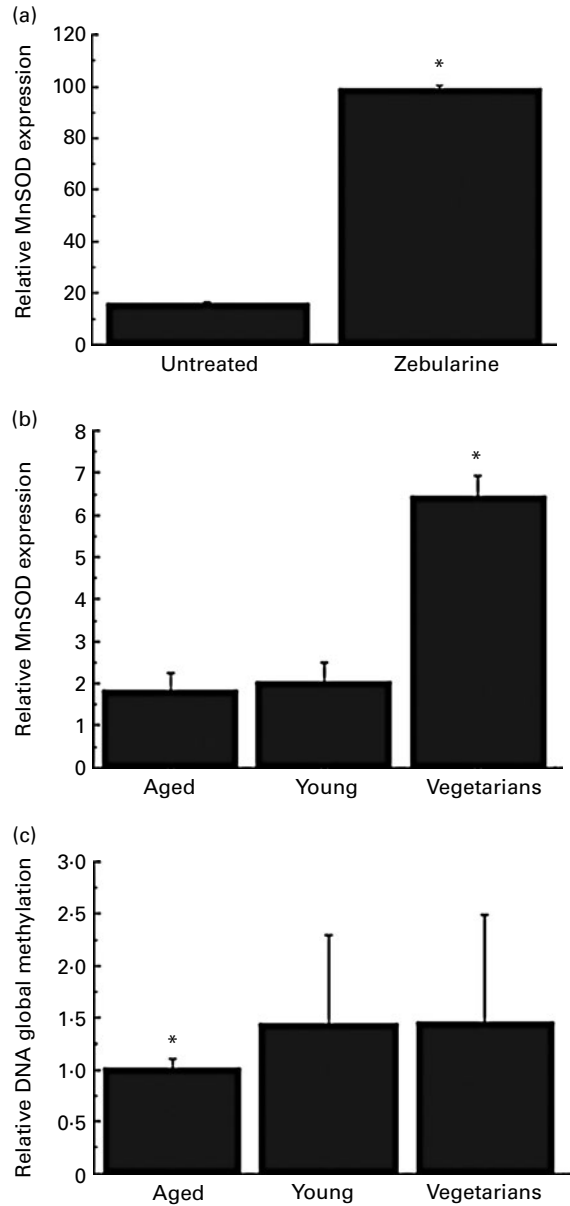 (a)
Relative MnSOD expression
120
100
80
60
40
20
0
*
Untreated Zebularine
(b)
Relative MnSOD expression
8
7
6
5
4
3
2
1
0
*
Aged Young Vegetarians
(c)
Relative DNA global methylation
3·0
2·5
2·0
1·5
1·0
0·5
0
*
Aged Young Vegetarians